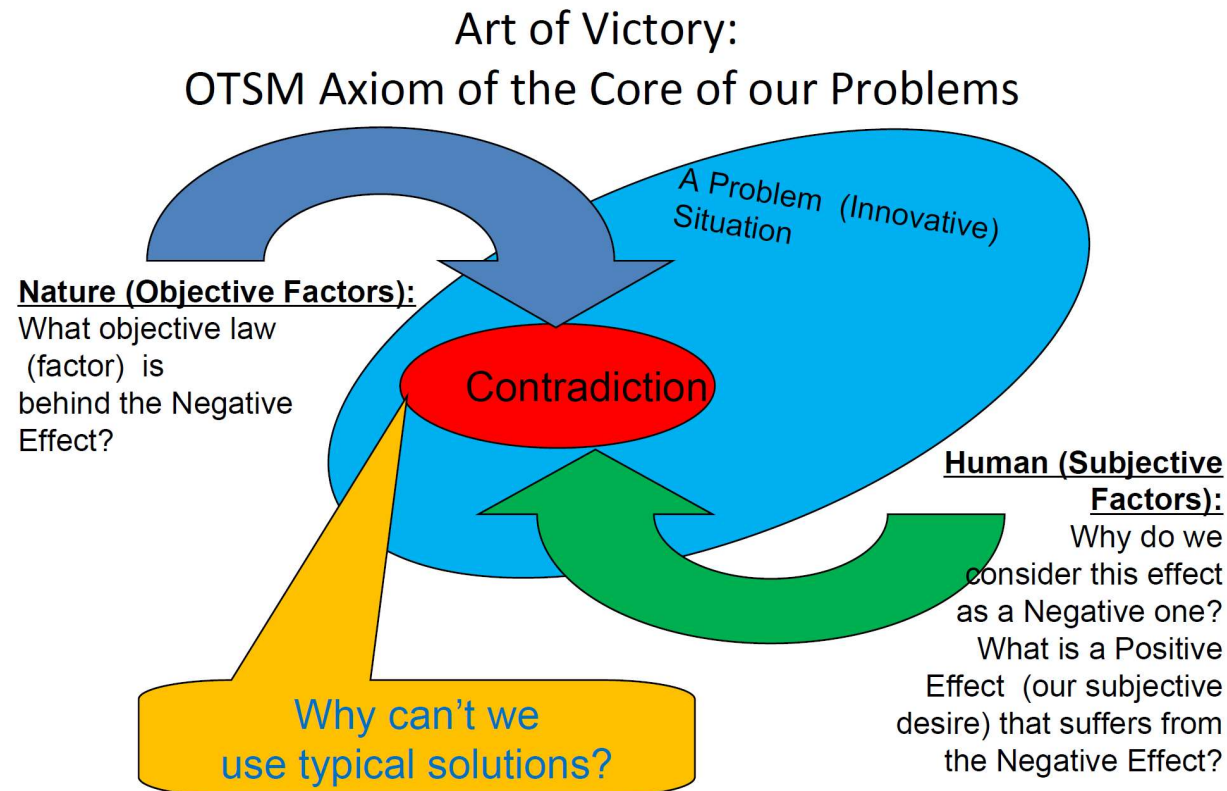 Art of Victory:
OTSM Axiom of the Core of our Problems
A Problem (Innovative)
Situation
Nature (Objective Factors):
What objective law
(factor) is
behind the Negative
Effect?
Contradiction
Human (Subjective
Factors):
Why do we
consider this effect
as a Negative one?
What is a Positive
Effect (our subjective
desire) that suffers from
the Negative Effect?
Why can’t we
use typical solutions?